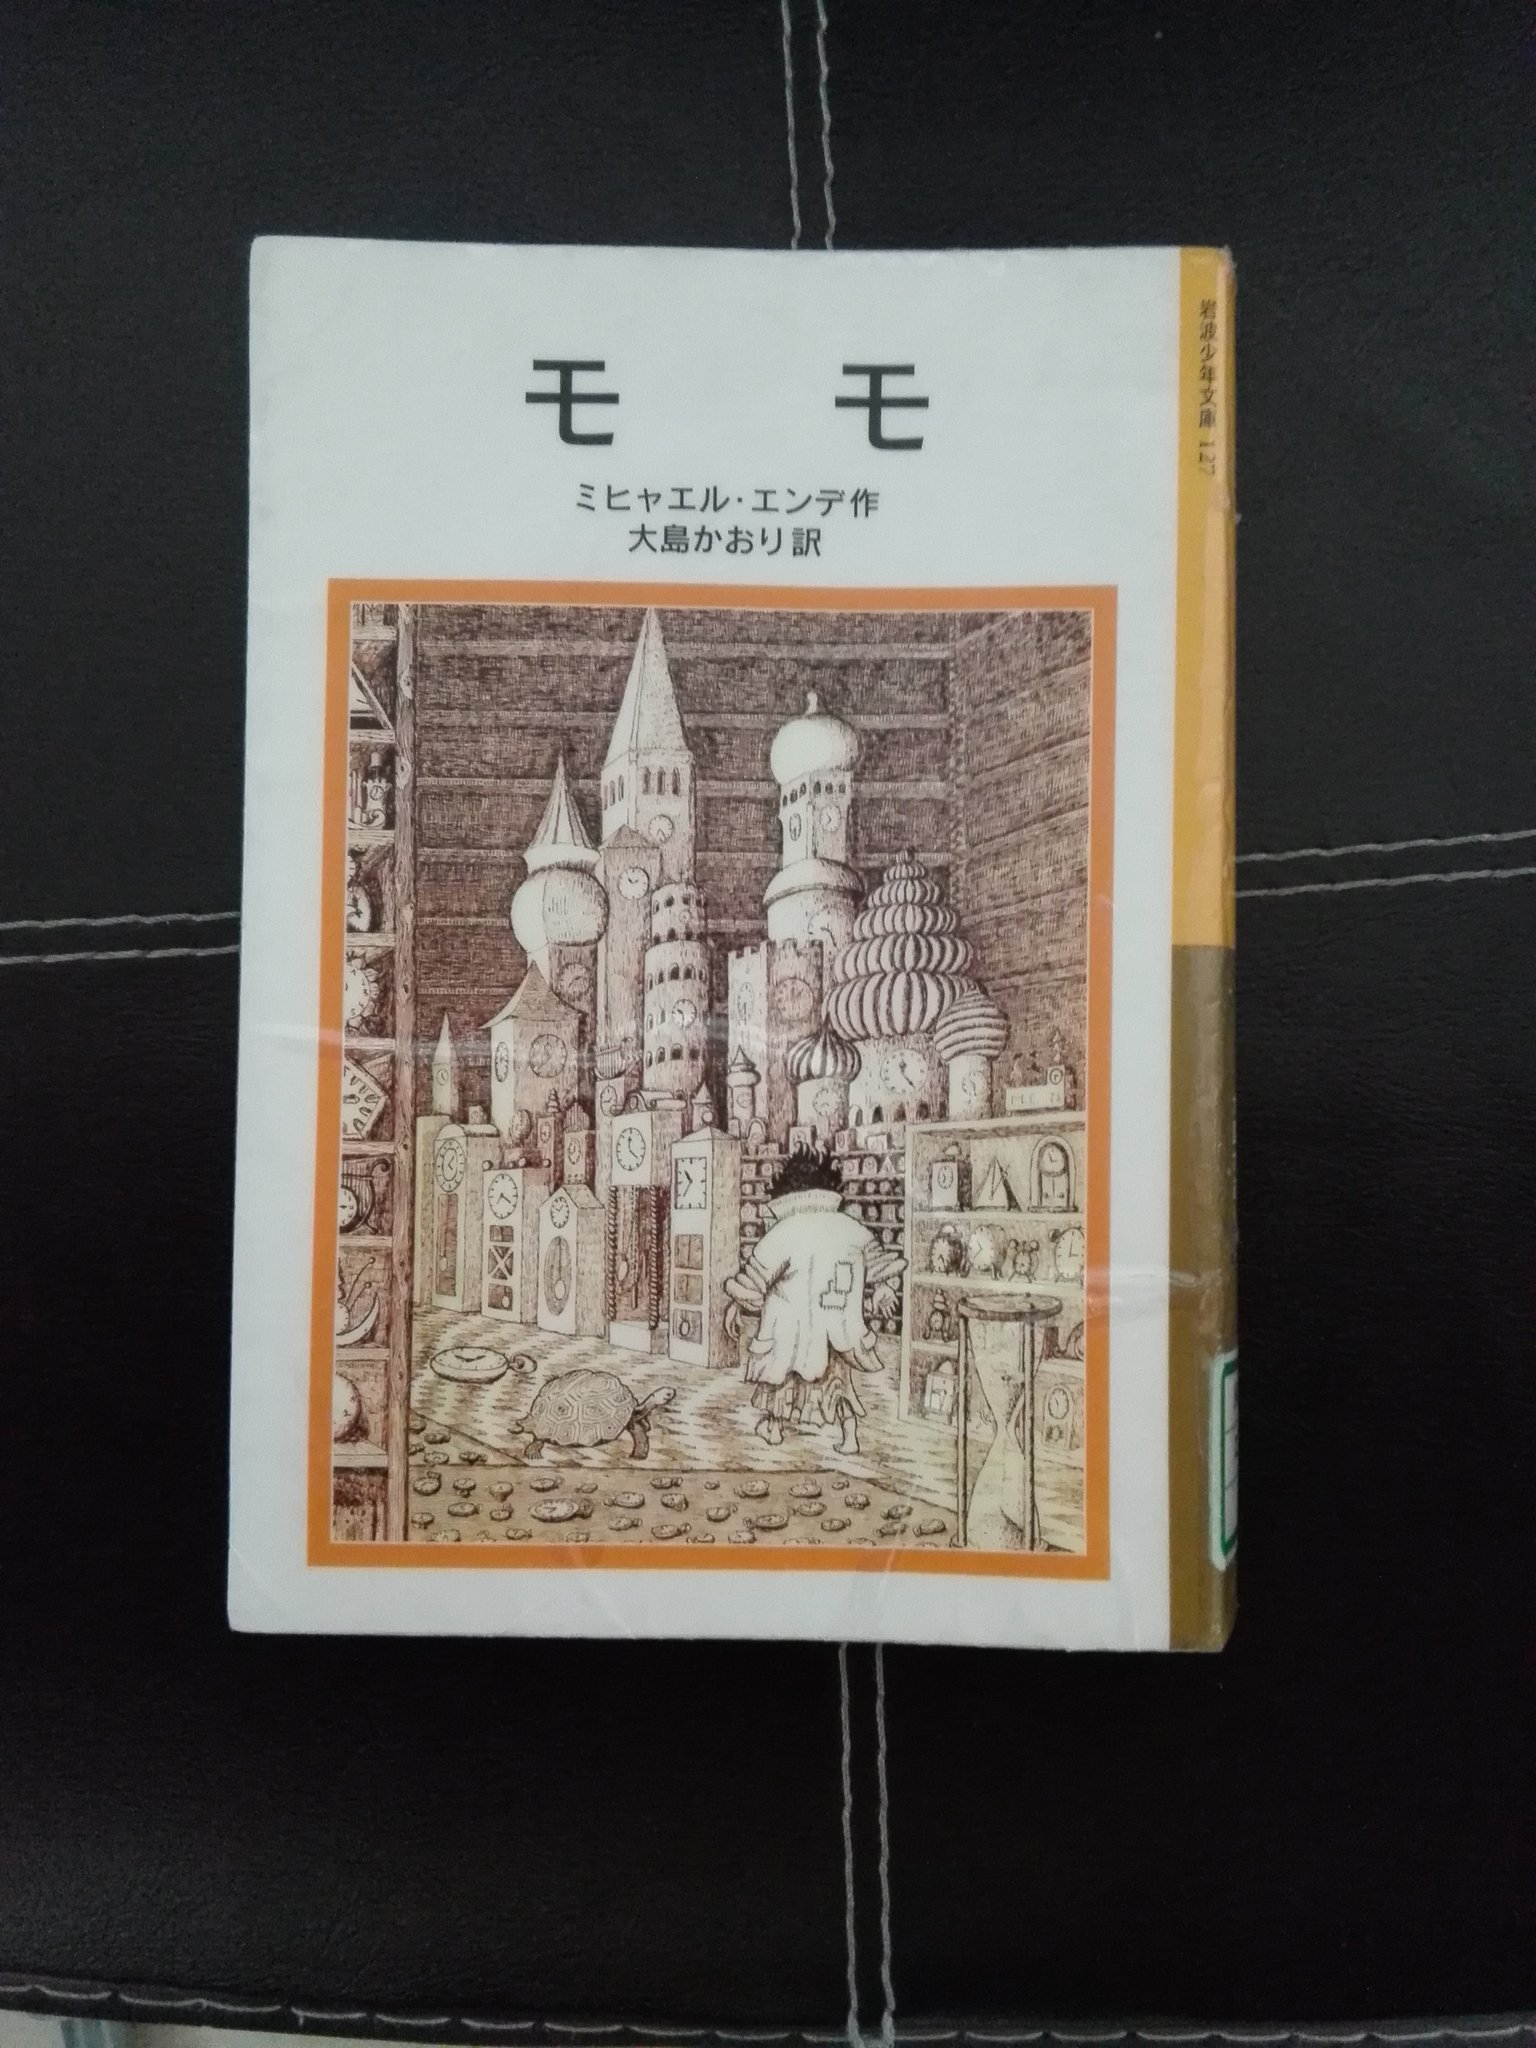 モモ
ミヒャエル・エンデ作
大島かおり訳
岩波少年文庫 127